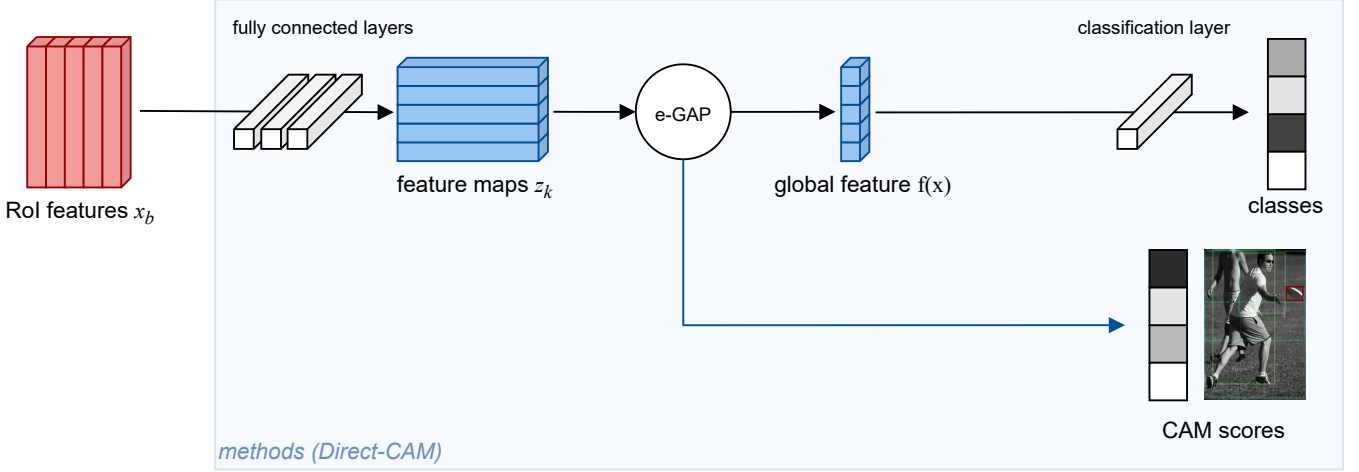 fully connected layers
classification layer
e-GAP
feature maps zₖ
global feature f(x)
RoI features x_b
classes
CAM scores
methods (Direct-CAM)